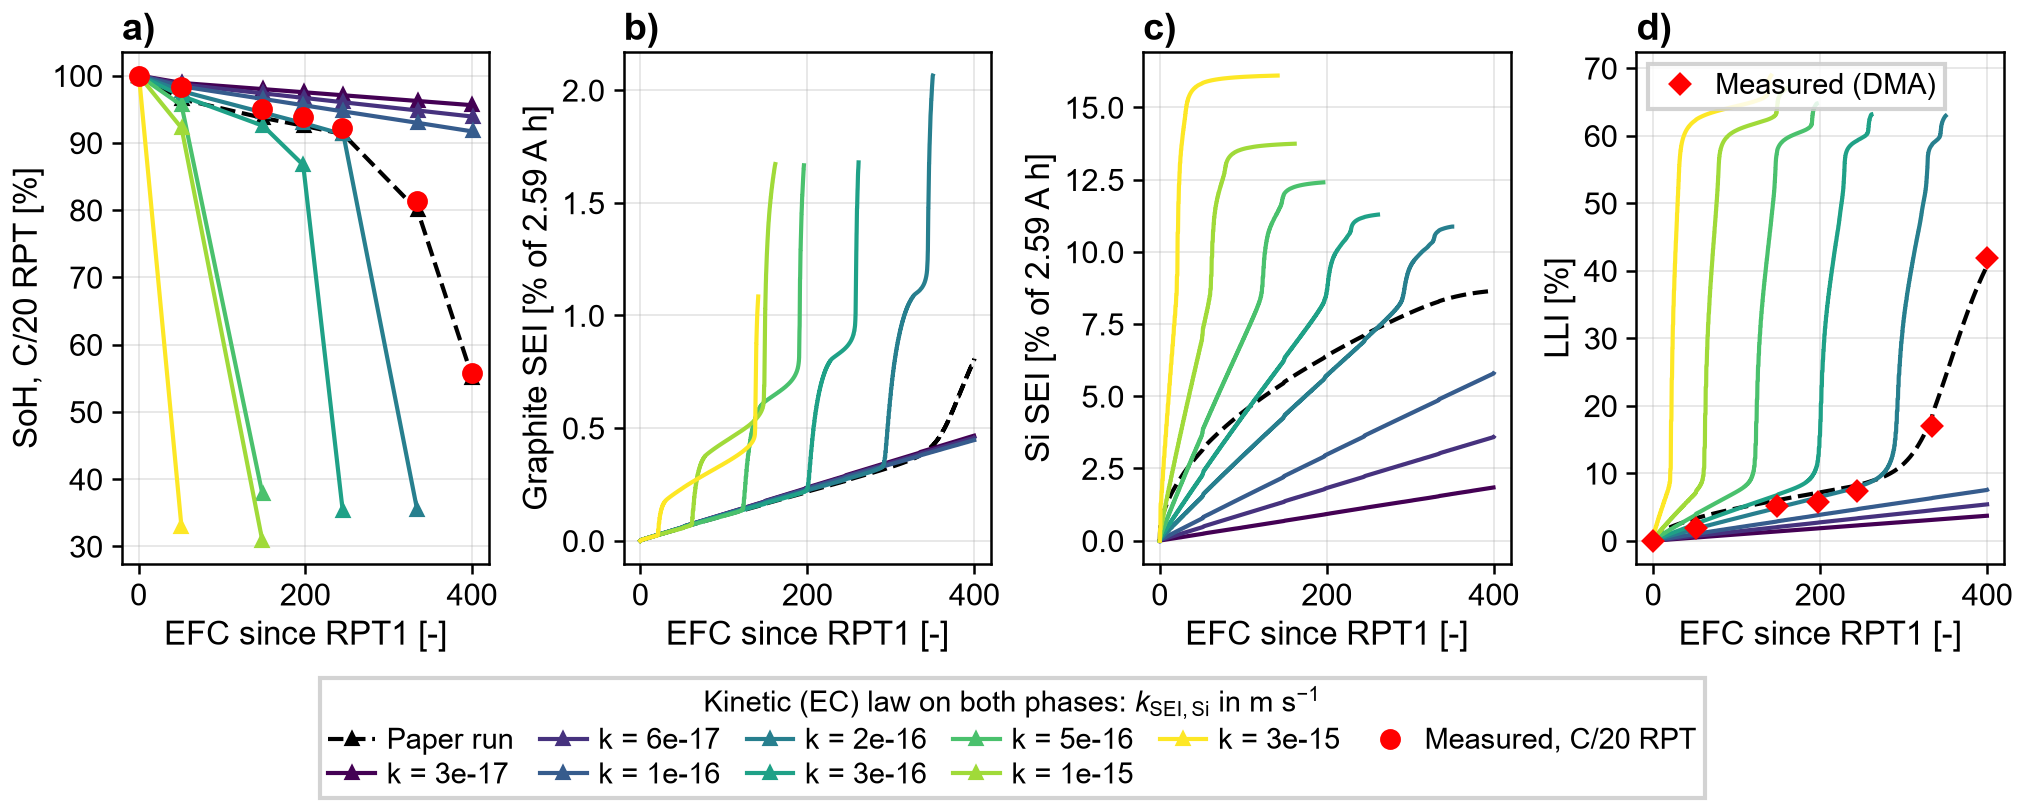 a)
b)
c)
d)
SoH, C/20 RPT [%]
100
90
80
70
60
50
40
30
0
200
400
EFC since RPT1 [-]
Graphite SEI [% of 2.59 A h]
2.0
1.5
1.0
0.5
0.0
0
200
400
EFC since RPT1 [-]
Si SEI [% of 2.59 A h]
15.0
12.5
10.0
7.5
5.0
2.5
0.0
0
200
400
EFC since RPT1 [-]
LLI [%]
70
60
50
40
30
20
10
0
Measured (DMA)
0
200
400
EFC since RPT1 [-]
Kinetic (EC) law on both phases: k_SEI, Si in m s⁻¹
Paper run
k = 3e-17
k = 6e-17
k = 1e-16
k = 2e-16
k = 3e-16
k = 5e-16
k = 1e-15
k = 3e-15
Measured, C/20 RPT